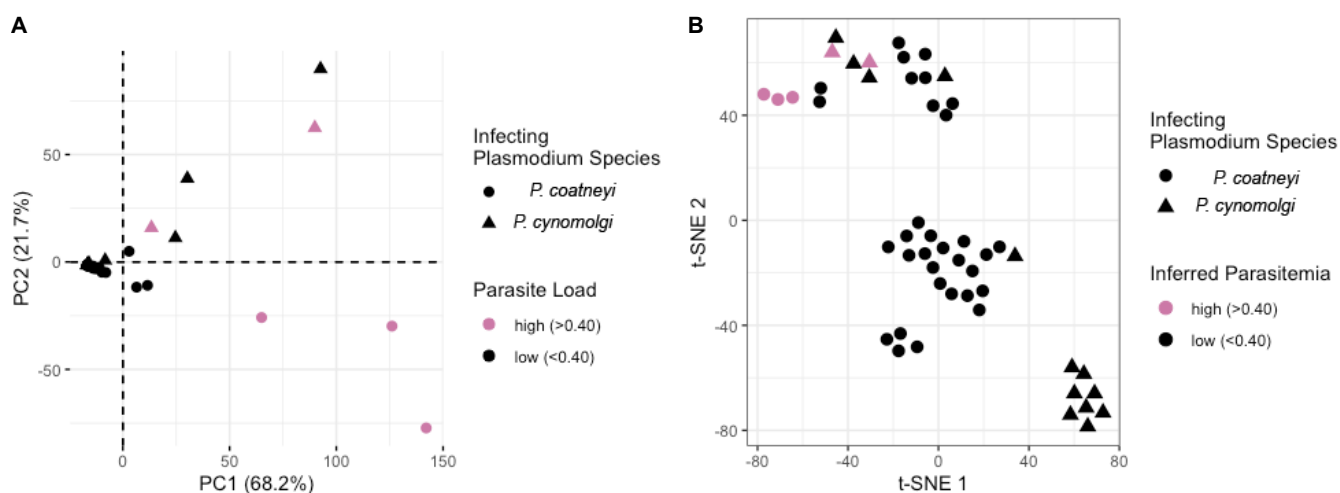 A
PC2 (21.7%)
50
0
-50
0
50
100
150
PC1 (68.2%)
Infecting
Plasmodium Species
P. coatneyi
P. cynomolgi
Parasite Load
high (>0.40)
low (<0.40)
B
t-SNE 2
40
0
-40
-80
-80
-40
0
40
80
t-SNE 1
Infecting
Plasmodium Species
P. coatneyi
P. cynomolgi
Inferred Parasitemia
high (>0.40)
low (<0.40)